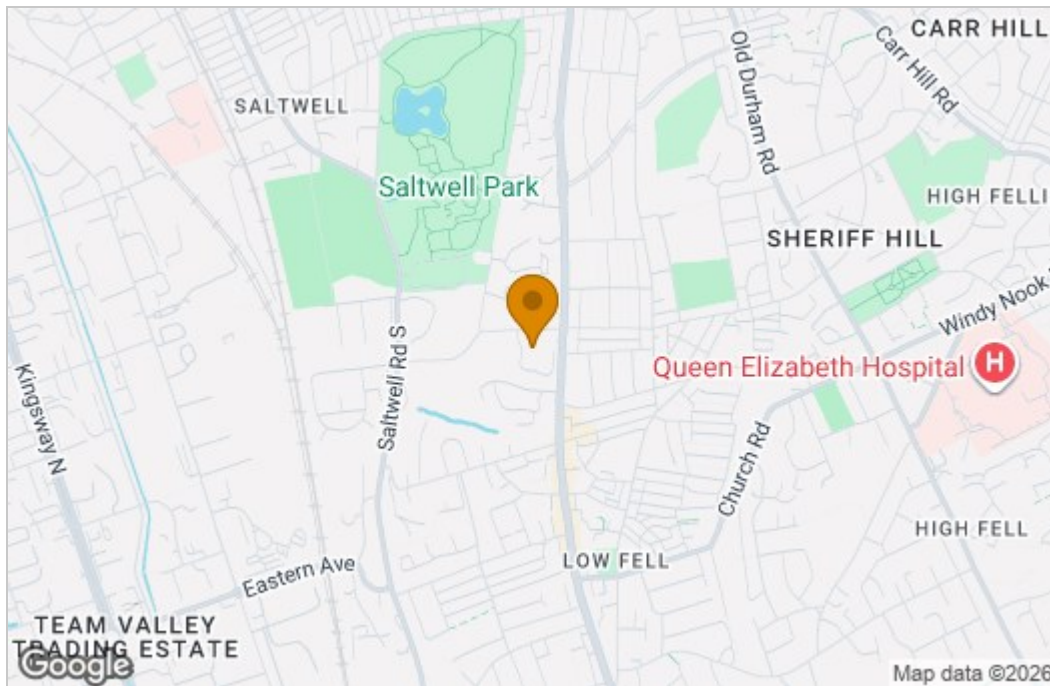 CARR HILL
Old Durham Rd
Carr Hill Rd
SALTWELL
Saltwell Park
HIGH FELLI
SHERIFF HILL
Windy Nook
Queen Elizabeth Hospital
H
Kingsway N
Saltwell Rd S
Church Rd
HIGH FELL
LOW FELL
Eastern Ave
TEAM VALLEY
TRADING ESTATE
Google
Map data ©2026